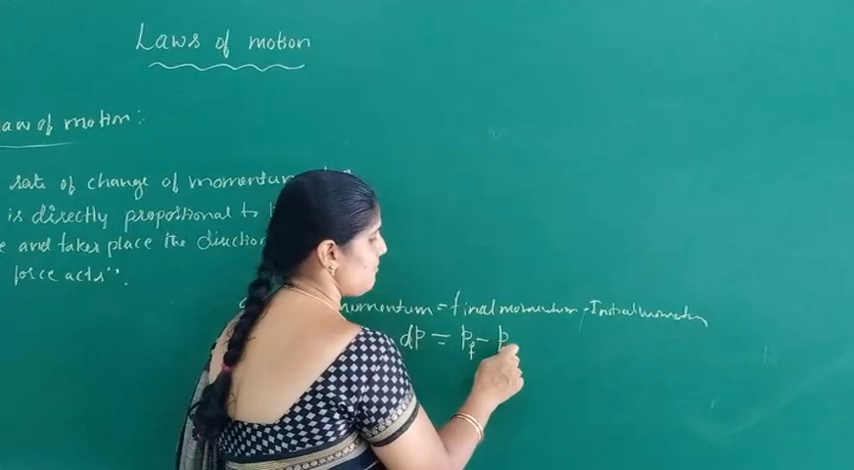 Laws of motion
aw of motion:
rate of change of momentum
is directly proportional to
e and takes place the direction
force acts".
momentum = final momentum - Initial momentum
dP = Pf - P